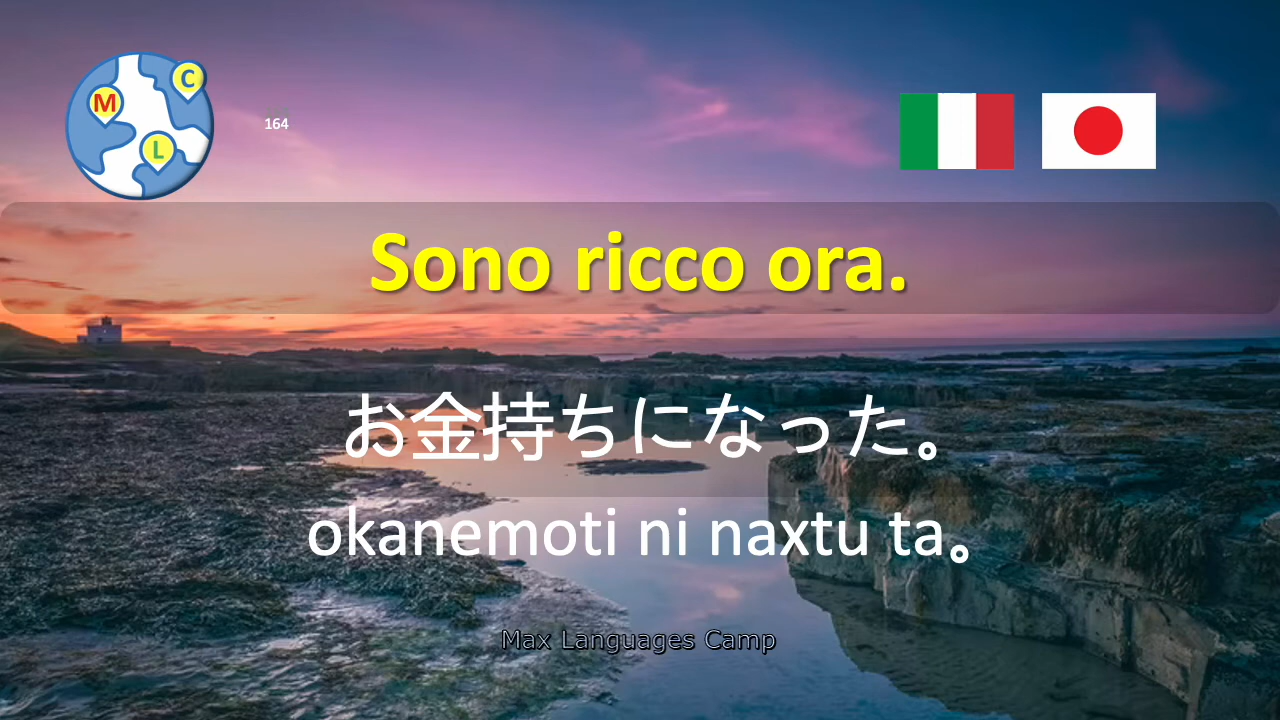 C
M
L
164
Sono ricco ora.
お金持ちになった。
okanemoti ni naxtu ta。
Max Languages Camp